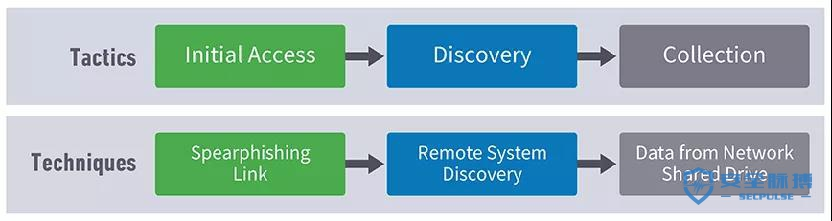 Tactics
Initial Access
Discovery
Collection
Techniques
Spearphishing
Link
Remote System
Discovery
Data from Network
Shared Drive
安全脉搏
SECPULSE